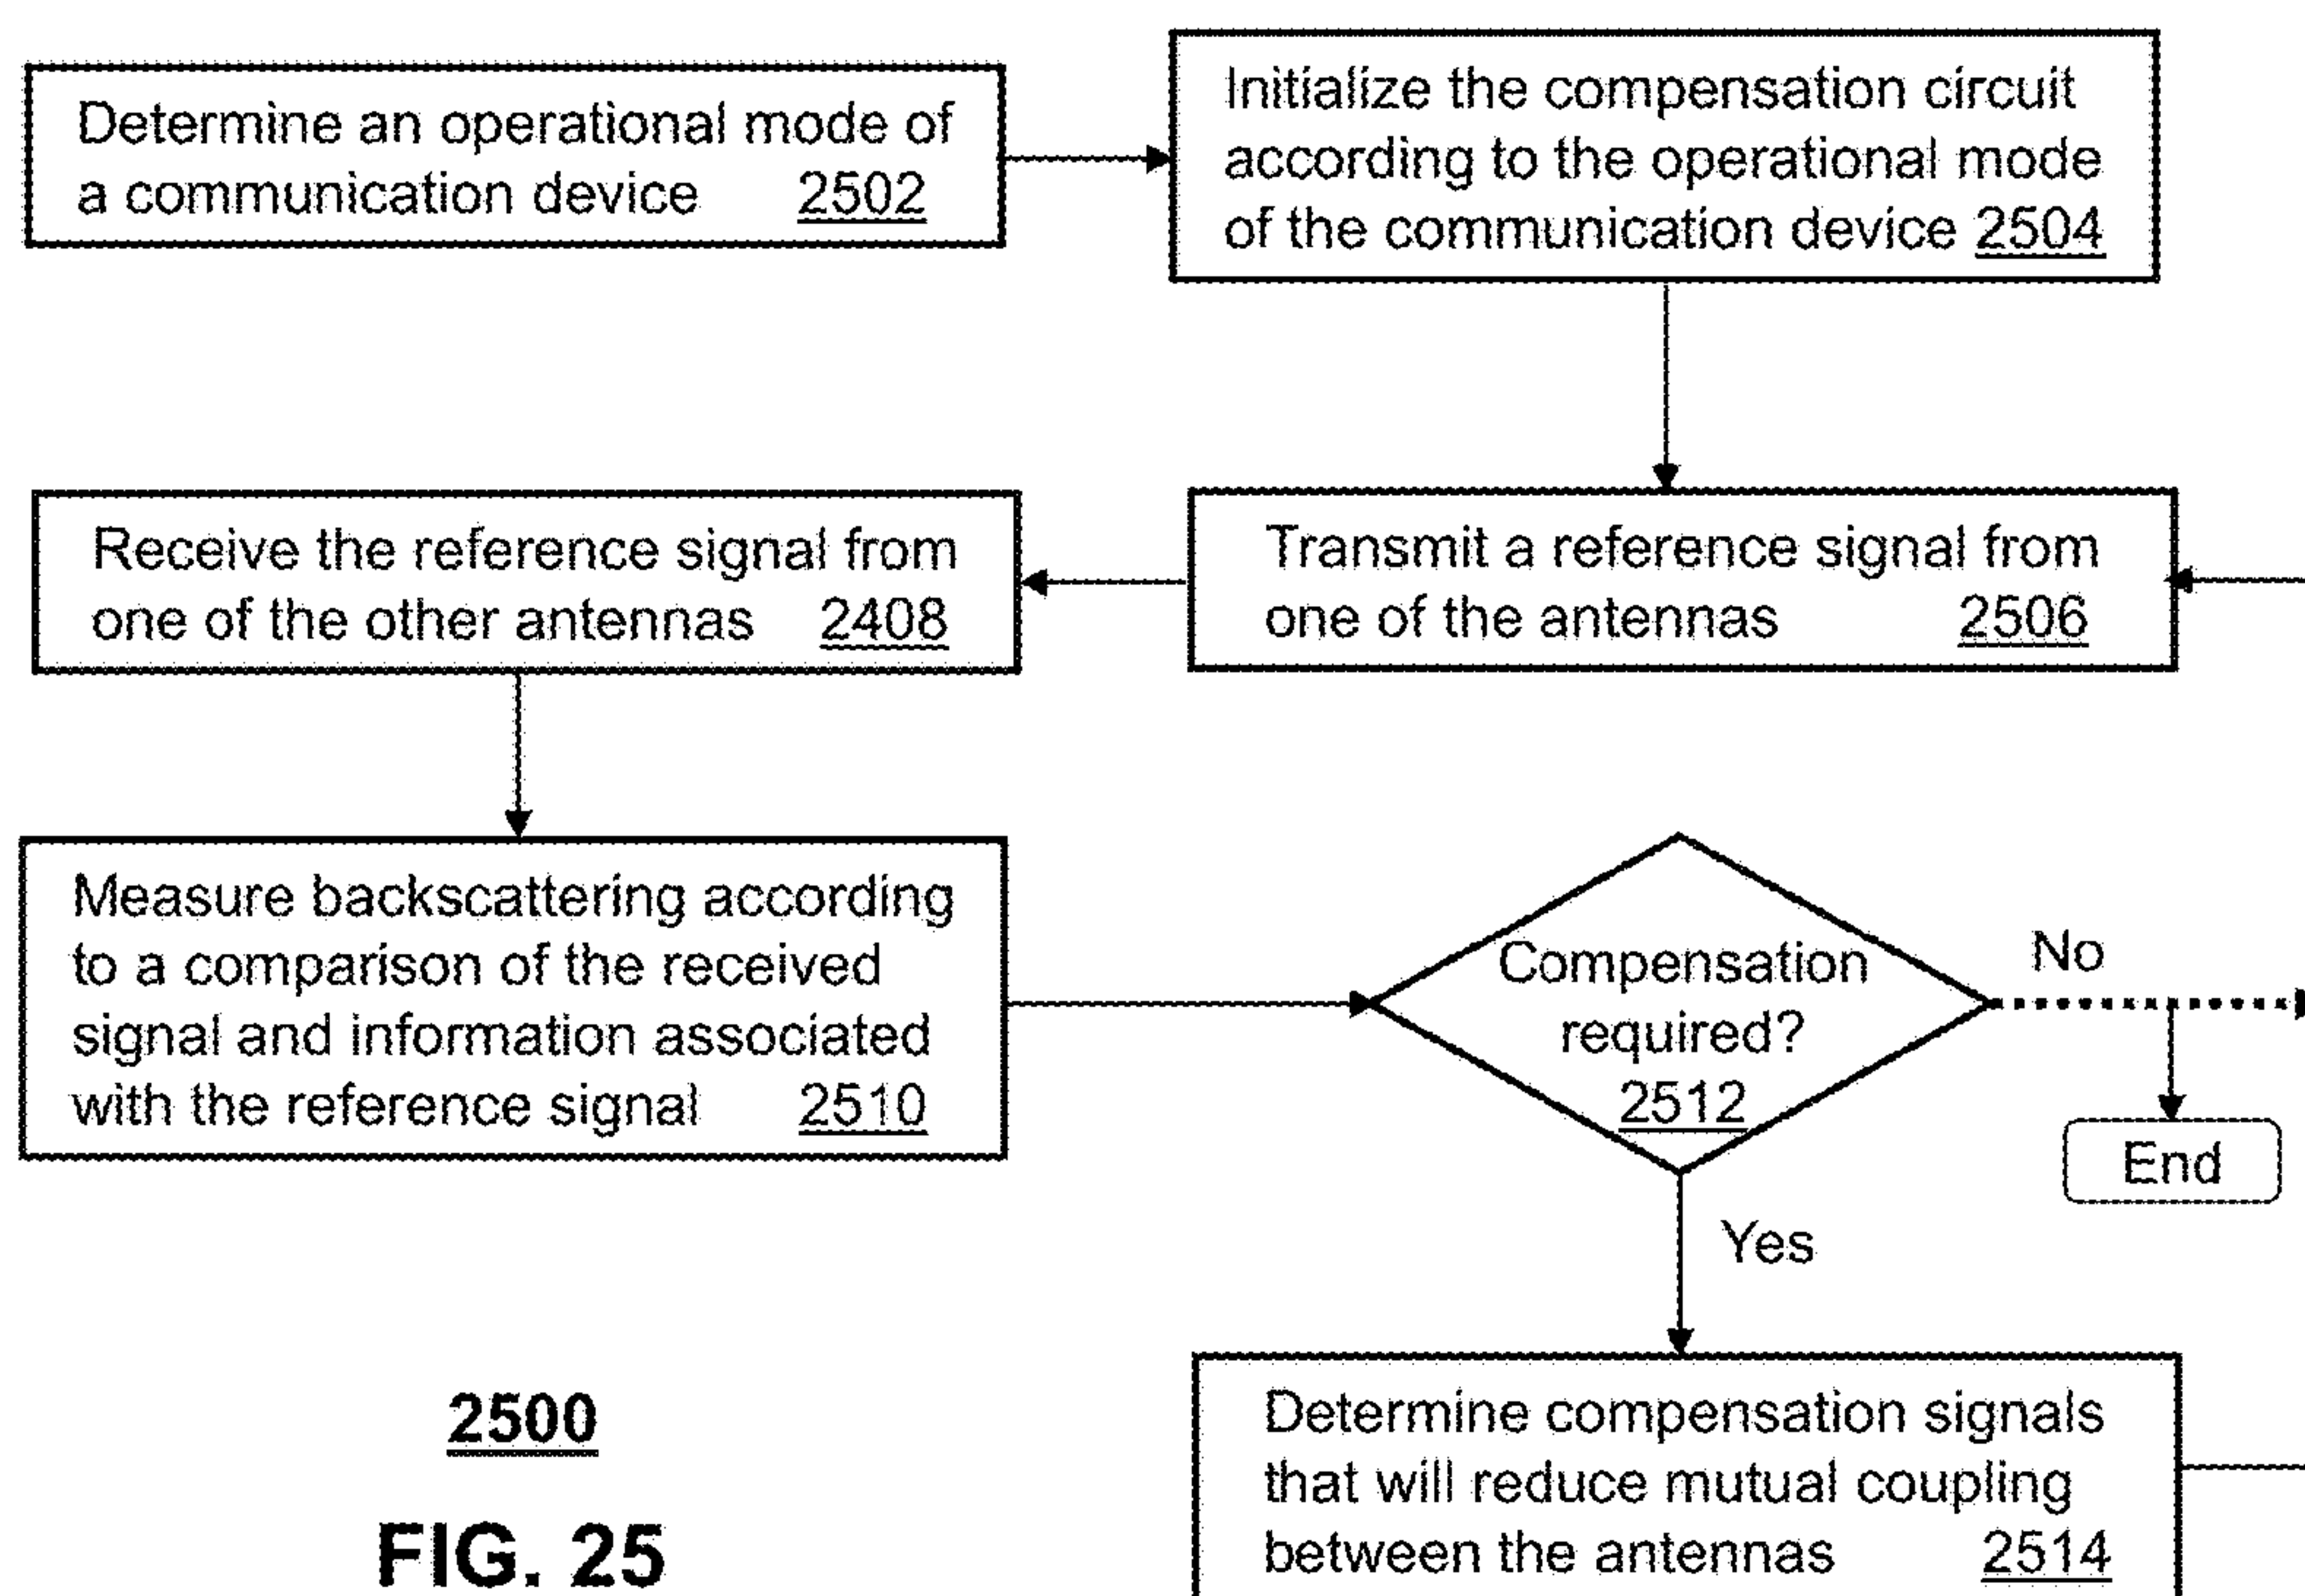 Determine an operational mode of
a communication device 2502
Initialize the compensation circuit
according to the operational mode
of the communication device 2504
Transmit a reference signal from
one of the antennas 2506
Receive the reference signal from
one of the other antennas 2408
Measure backscattering according
to a comparison of the received
signal and information associated
with the reference signal 2510
Compensation
required?
2512
No
End
Yes
Determine compensation signals
that will reduce mutual coupling
between the antennas 2514
2500
FIG. 25